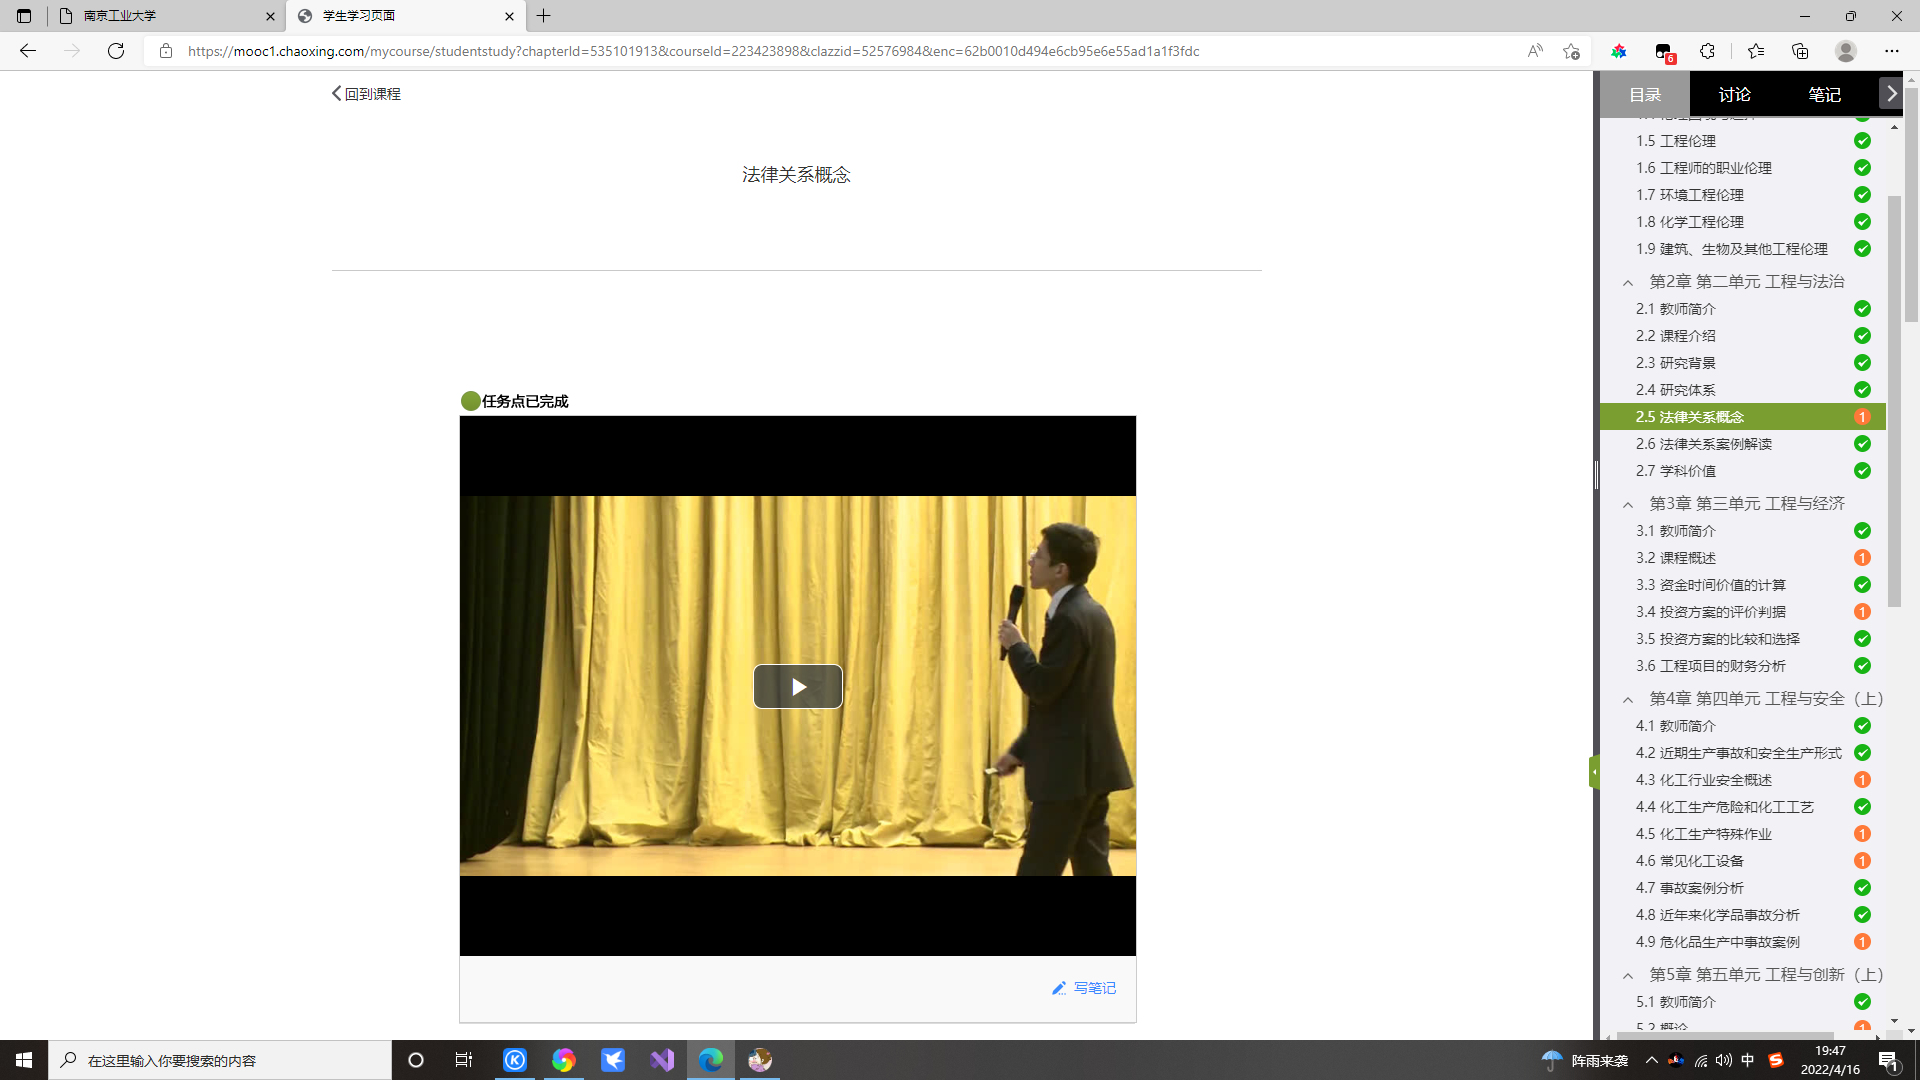 南京工业大学
学生学习页面
https://mooc1.chaoxing.com/mycourse/studentstudy?chapterId=535101913&courseId=223423898&clazzid=52576984&enc=62b0010d494e6cb95e6e55ad1a1f3fdc
6
回到课程
法律关系概念
任务点已完成
写笔记
目录
讨论
笔记
1.5 工程伦理
1.6 工程师的职业伦理
1.7 环境工程伦理
1.8 化学工程伦理
1.9 建筑、生物及其他工程伦理
第2章 第二单元 工程与法治
2.1 教师简介
2.2 课程介绍
2.3 研究背景
2.4 研究体系
2.5 法律关系概念 1
2.6 法律关系案例解读
2.7 学科价值
第3章 第三单元 工程与经济
3.1 教师简介
3.2 课程概述 1
3.3 资金时间价值的计算
3.4 投资方案的评价判据 1
3.5 投资方案的比较和选择
3.6 工程项目的财务分析
第4章 第四单元 工程与安全（上）
4.1 教师简介
4.2 近期生产事故和安全生产形式
4.3 化工行业安全概述 1
4.4 化工生产危险和化工工艺
4.5 化工生产特殊作业 1
4.6 常见化工设备 1
4.7 事故案例分析
4.8 近年来化学品事故分析
4.9 危化品生产中事故案例 1
第5章 第五单元 工程与创新（上）
5.1 教师简介
5.2 概论 1
在这里输入你要搜索的内容
阵雨来袭
中
19:47
2022/4/16
1